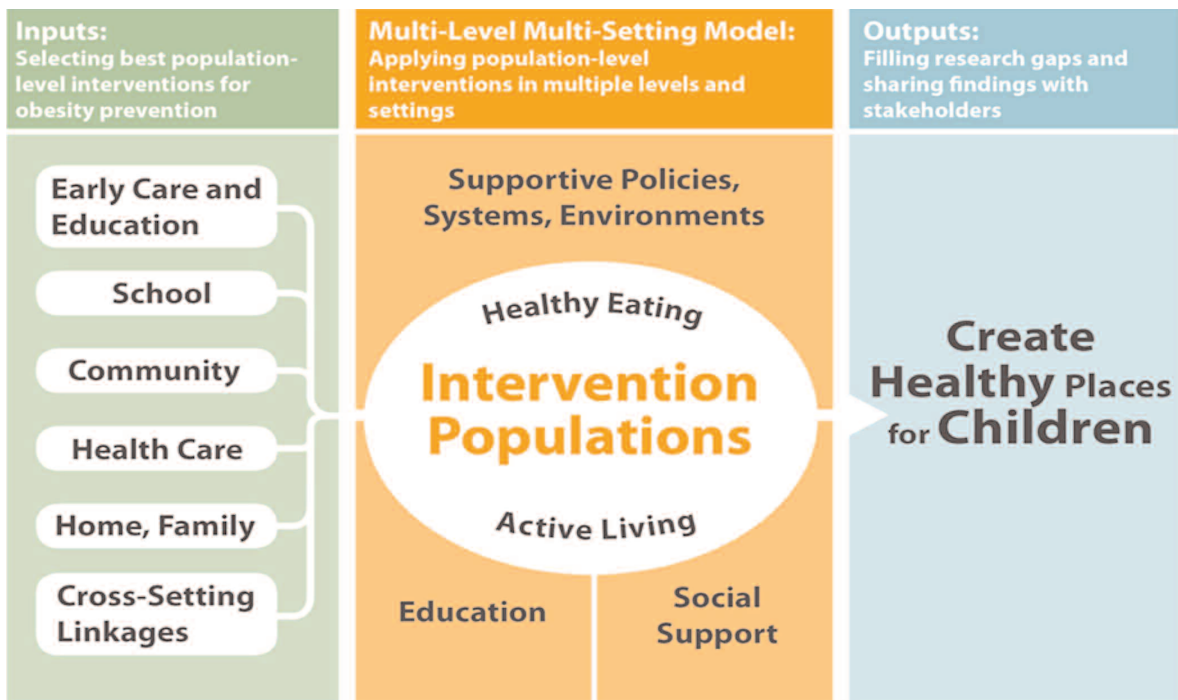 Inputs:
Selecting best population-
level interventions for
obesity prevention
Early Care and
Education
School
Community
Health Care
Home, Family
Cross-Setting
Linkages
Multi-Level Multi-Setting Model:
Applying population-level
interventions in multiple levels and
settings
Supportive Policies,
Systems, Environments
Healthy Eating
Intervention
Populations
Active Living
Education
Social
Support
Outputs:
Filling research gaps and
sharing findings with
stakeholders
Create
Healthy Places
for Children